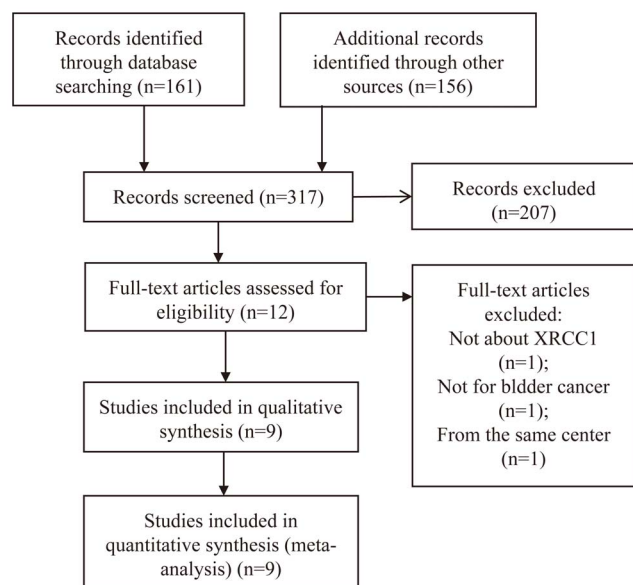 Records identified
through database
searching (n=161)
Additional records
identified through other
sources (n=156)
Records screened (n=317)
Records excluded
(n=207)
Full-text articles assessed for
eligibility (n=12)
Full-text articles
excluded:
Not about XRCC1
(n=1);
Not for bldder cancer
(n=1);
From the same center
(n=1)
Studies included in qualitative
synthesis (n=9)
Studies included in
quantitative synthesis (meta-
analysis) (n=9)